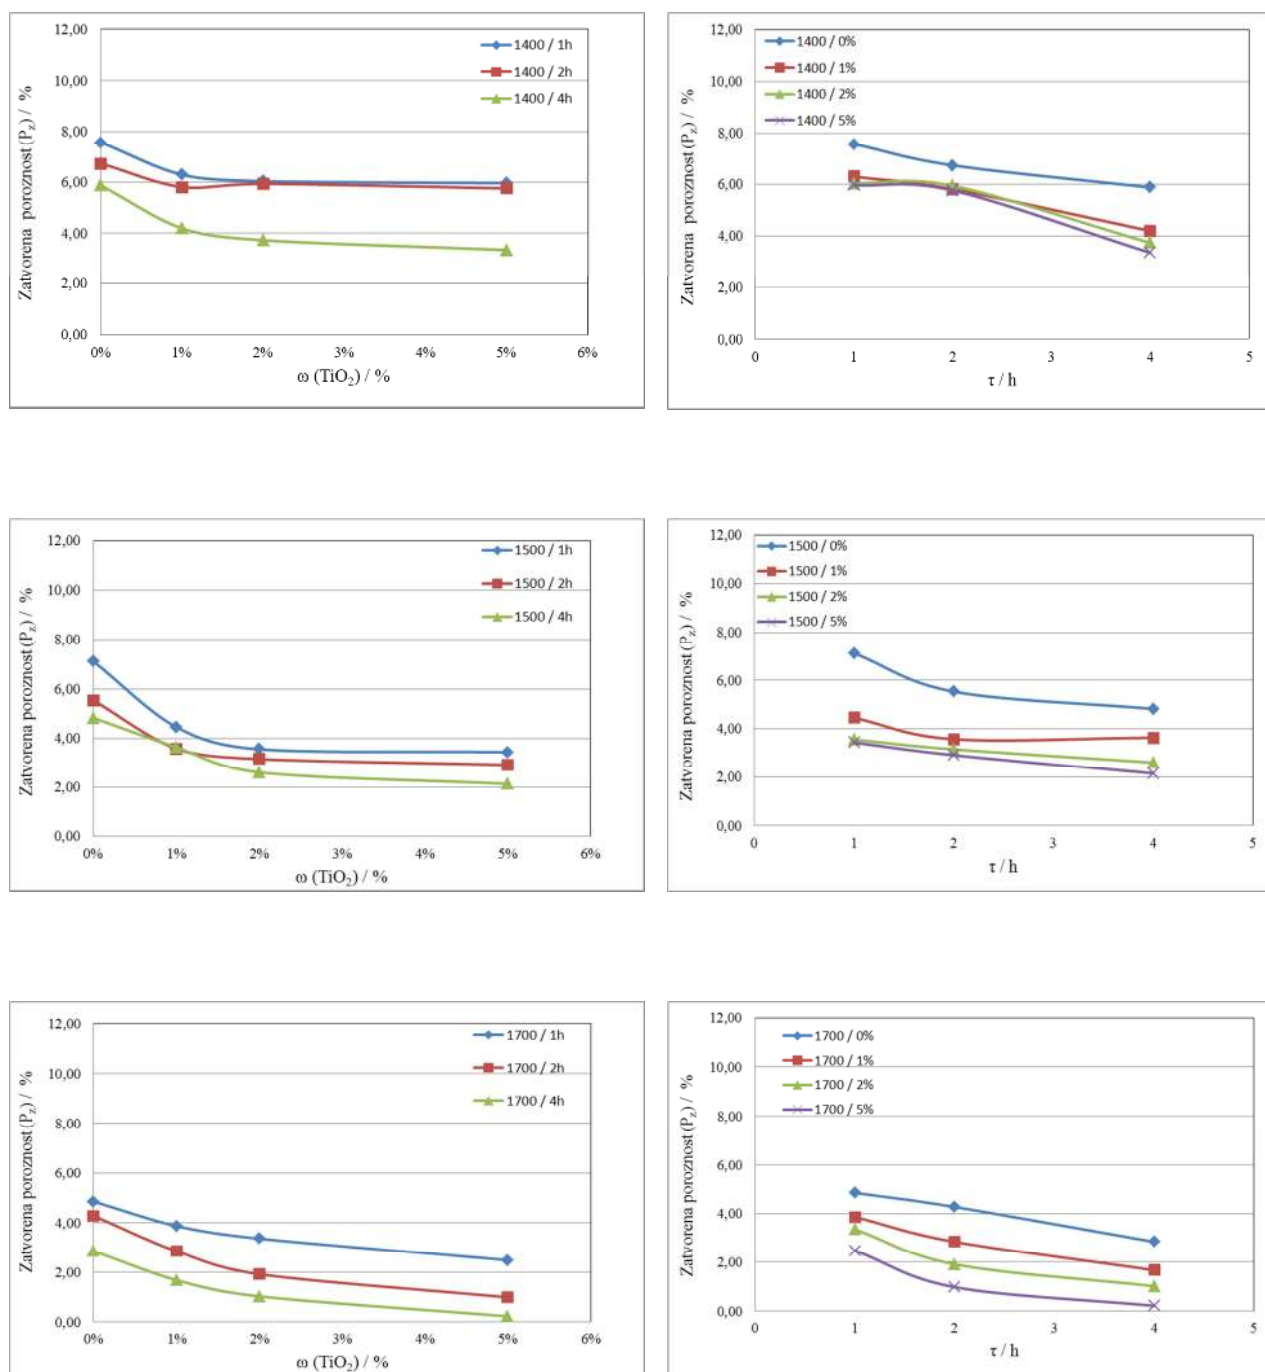 12,00
10,00
8,00
6,00
4,00
2,00
0,00
Zatvorena poroznost (P_z) / %
1400 / 1h
1400 / 2h
1400 / 4h
0% 1% 2% 3% 4% 5% 6%
ω (TiO₂) / %
12,00
10,00
8,00
6,00
4,00
2,00
0,00
Zatvorena poroznost (P_z) / %
1400 / 0%
1400 / 1%
1400 / 2%
1400 / 5%
0 1 2 3 4 5
τ / h
12,00
10,00
8,00
6,00
4,00
2,00
0,00
Zatvorena poroznost (P_z) / %
1500 / 1h
1500 / 2h
1500 / 4h
0% 1% 2% 3% 4% 5% 6%
ω (TiO₂) / %
12,00
10,00
8,00
6,00
4,00
2,00
0,00
Zatvorena poroznost (P_z) / %
1500 / 0%
1500 / 1%
1500 / 2%
1500 / 5%
0 1 2 3 4 5
τ / h
12,00
10,00
8,00
6,00
4,00
2,00
0,00
Zatvorena poroznost (P_z) / %
1700 / 1h
1700 / 2h
1700 / 4h
0% 1% 2% 3% 4% 5% 6%
ω (TiO₂) / %
12,00
10,00
8,00
6,00
4,00
2,00
0,00
Zatvorena poroznost (P_z) / %
1700 / 0%
1700 / 1%
1700 / 2%
1700 / 5%
0 1 2 3 4 5
τ / h